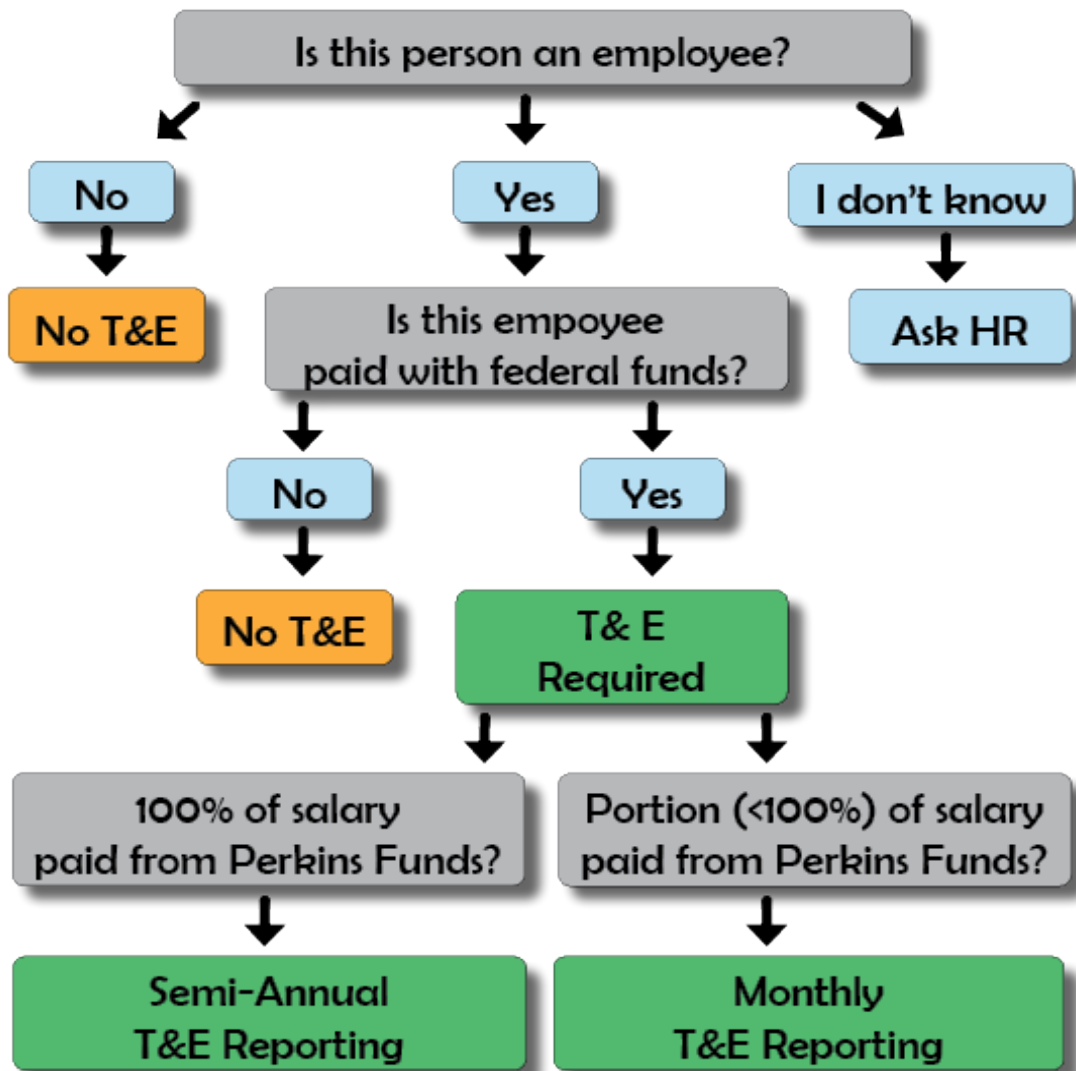 Is this person an employee?
No
Yes
I don't know
No T&E
Is this empoyee
paid with federal funds?
Ask HR
No
Yes
No T&E
T& E
Required
100% of salary
paid from Perkins Funds?
Portion (<100%) of salary
paid from Perkins Funds?
Semi-Annual
T&E Reporting
Monthly
T&E Reporting